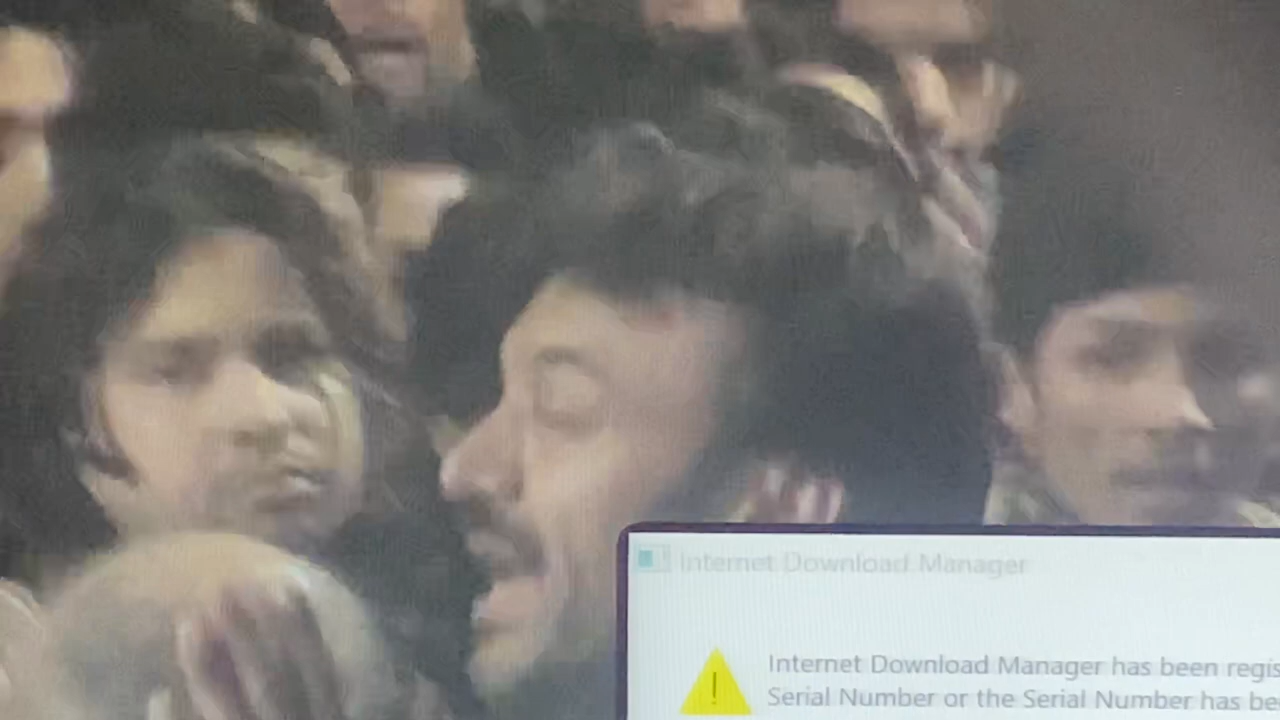 Internet Download Manager
Internet Download Manager has been regis
Serial Number or the Serial Number has be